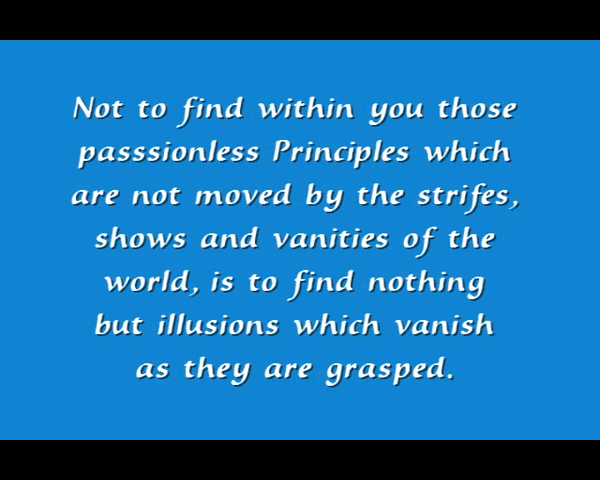 Not to find within you those
passsionless Principles which
are not moved by the strifes,
shows and vanities of the
world, is to find nothing
but illusions which vanish
as they are grasped.